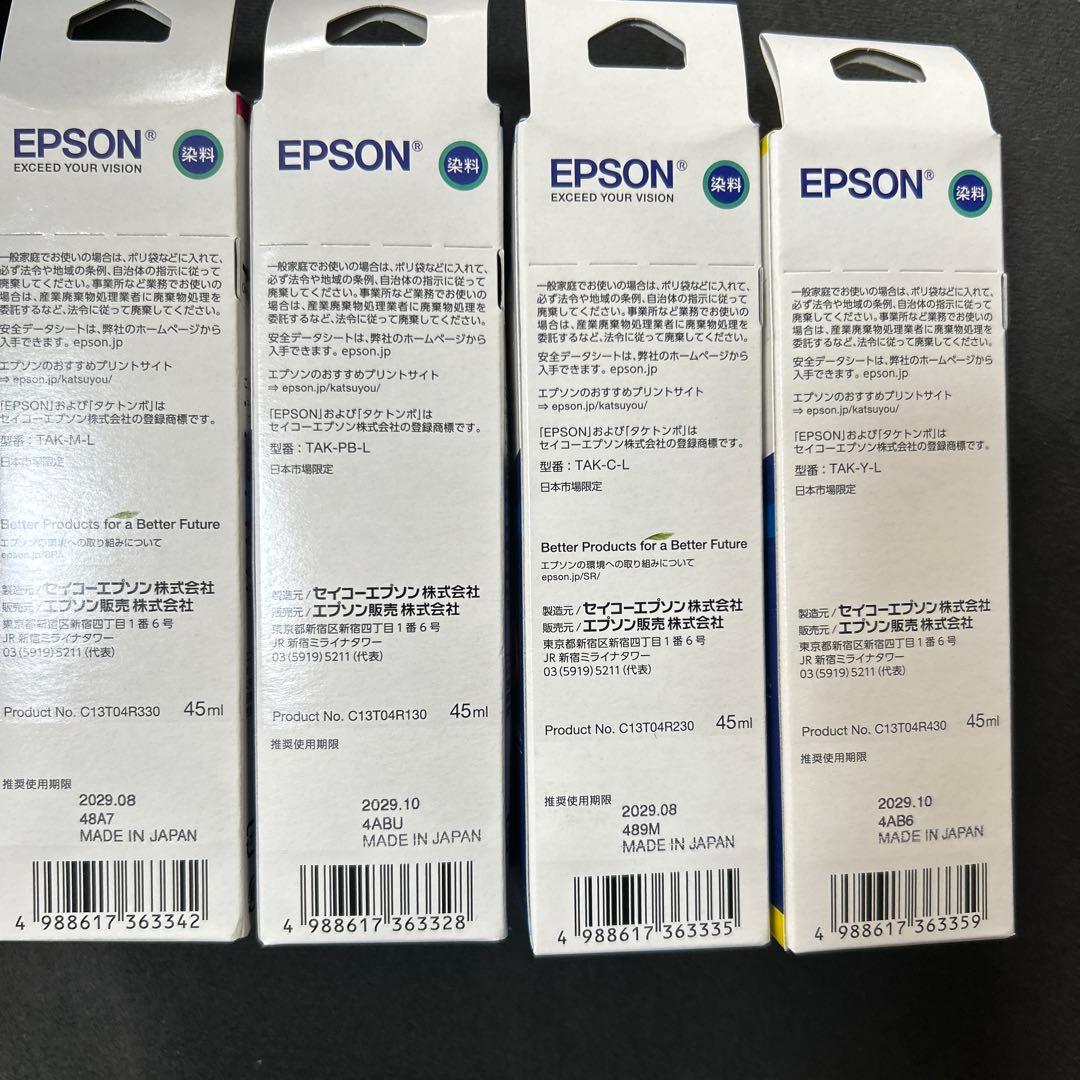 EPSON®
EXCEED YOUR VISION
染料
一般家庭でお使いの場合は、ポリ袋などに入れて、
必ず法令や地域の条例、自治体の指示に従って
廃棄してください。事業所など業務でお使いの
場合は、産業廃棄物処理業者に廃棄物処理を
委託するなど、法令に従って廃棄してください。
安全データシートは、弊社のホームページから
入手できます。epson.jp
エプソンのおすすめプリントサイト
⇒ epson.jp/katsuyou/
「EPSON」および「タケトンボ」は
セイコーエプソン株式会社の登録商標です。
型番：TAK-M-L
日本市場限定
Better Products for a Better Future
エプソンの環境への取り組みについて
epson.jp/SR/
製造元/セイコーエプソン株式会社
販売元/エプソン販売 株式会社
東京都新宿区新宿四丁目1番6号
JR 新宿ミライナタワー
03(5919)5211(代表)
Product No. C13T04R330 45ml
推奨使用期限
2029.08
48A7
MADE IN JAPAN
4 988617 363342
EPSON®
染料
一般家庭でお使いの場合は、ポリ袋などに入れて、
必ず法令や地域の条例、自治体の指示に従って
廃棄してください。事業所など業務でお使いの
場合は、産業廃棄物処理業者に廃棄物処理を
委託するなど、法令に従って廃棄してください。
安全データシートは、弊社のホームページから
入手できます。epson.jp
エプソンのおすすめプリントサイト
⇒ epson.jp/katsuyou/
「EPSON」および「タケトンボ」は
セイコーエプソン株式会社の登録商標です。
型番：TAK-PB-L
日本市場限定
製造元/セイコーエプソン株式会社
販売元/エプソン販売 株式会社
東京都新宿区新宿四丁目1番6号
JR 新宿ミライナタワー
03(5919)5211(代表)
Product No. C13T04R130 45ml
推奨使用期限
2029.10
4ABU
MADE IN JAPAN
4 988617 363328
EPSON®
EXCEED YOUR VISION
染料
一般家庭でお使いの場合は、ポリ袋などに入れて、
必ず法令や地域の条例、自治体の指示に従って
廃棄してください。事業所など業務でお使いの
場合は、産業廃棄物処理業者に廃棄物処理を
委託するなど、法令に従って廃棄してください。
安全データシートは、弊社のホームページから
入手できます。epson.jp
エプソンのおすすめプリントサイト
⇒ epson.jp/katsuyou/
「EPSON」および「タケトンボ」は
セイコーエプソン株式会社の登録商標です。
型番：TAK-C-L
日本市場限定
Better Products for a Better Future
エプソンの環境への取り組みについて
epson.jp/SR/
製造元/セイコーエプソン株式会社
販売元/エプソン販売 株式会社
東京都新宿区新宿四丁目1番6号
JR 新宿ミライナタワー
03(5919)5211(代表)
Product No. C13T04R230 45ml
推奨使用期限
2029.08
489M
MADE IN JAPAN
4 988617 363335
EPSON®
染料
一般家庭でお使いの場合は、ポリ袋などに入れて、
必ず法令や地域の条例、自治体の指示に従って
廃棄してください。事業所など業務でお使いの
場合は、産業廃棄物処理業者に廃棄物処理を
委託するなど、法令に従って廃棄してください。
安全データシートは、弊社のホームページから
入手できます。epson.jp
エプソンのおすすめプリントサイト
⇒ epson.jp/katsuyou/
「EPSON」および「タケトンボ」は
セイコーエプソン株式会社の登録商標です。
型番：TAK-Y-L
日本市場限定
製造元/セイコーエプソン株式会社
販売元/エプソン販売 株式会社
東京都新宿区新宿四丁目1番6号
JR 新宿ミライナタワー
03(5919)5211(代表)
Product No. C13T04R430 45ml
推奨使用期限
2029.10
4AB6
MADE IN JAPAN
4 988617 363359